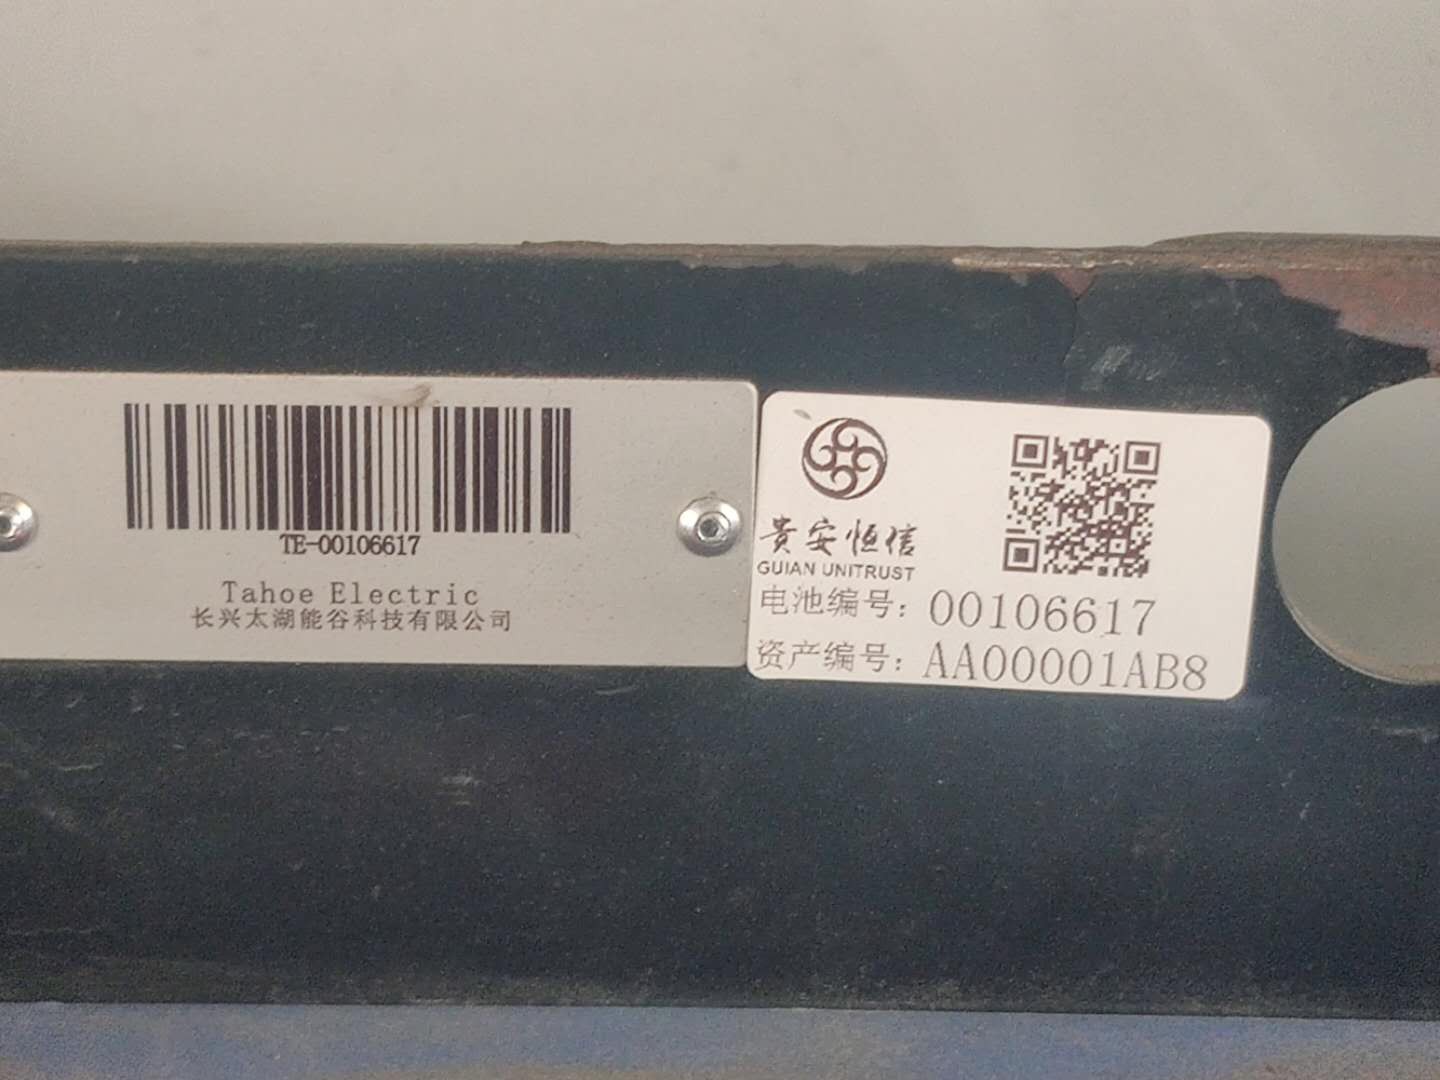 TE-00106617
Tahoe Electric
长兴太湖能谷科技有限公司
贵安恒信
GUIAN UNITRUST
电池编号：00106617
资产编号：AA00001AB8